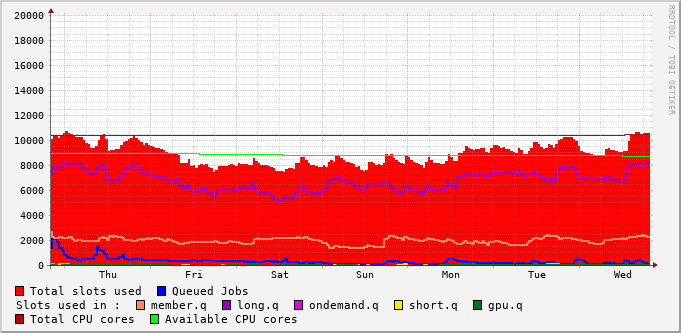 20000
18000
16000
14000
12000
10000
8000
6000
4000
2000
0
Thu Fri Sat Sun Mon Tue Wed
RRDTOOL / TOBI OETIKER
Total slots used Queued Jobs
Slots used in : member.q long.q ondemand.q short.q gpu.q
Total CPU cores Available CPU cores